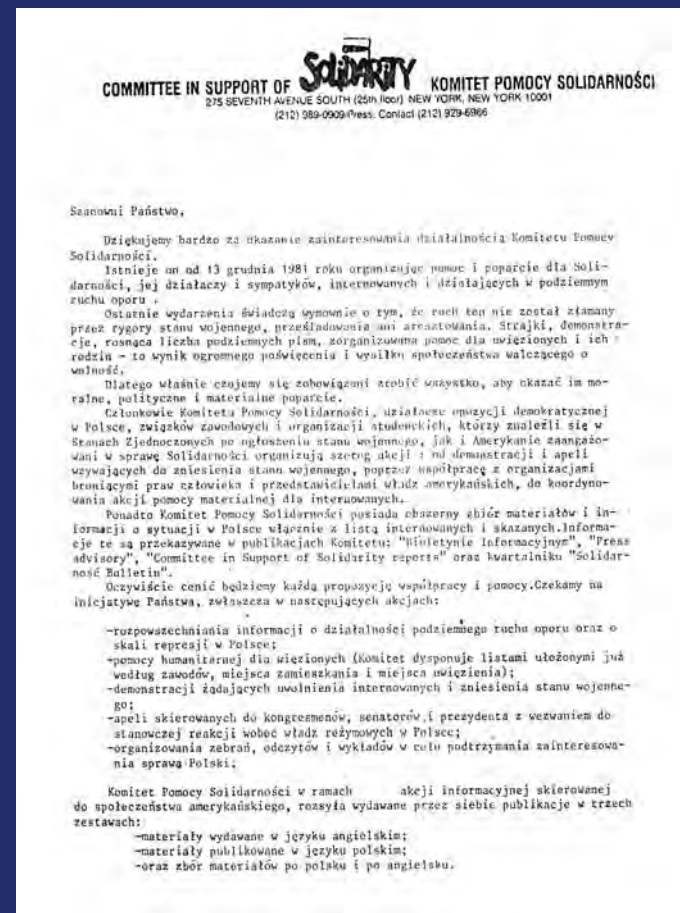 COMMITTEE IN SUPPORT OF SOLIDARITY KOMITET POMOCY SOLIDARNOŚCI
275 SEVENTH AVENUE SOUTH (25th floor) NEW YORK, NEW YORK 10001
(212) 989-0909/Press. Contact (212) 929-6966
Szanowni Państwo,
Dziękujemy bardzo za okazanie zainteresowania działalnością Komitetu Pomocy
Solidarności.
Istnieje on od 13 grudnia 1981 roku organizując pomoc i poparcie dla Soli-
darności, jej działaczy i sympatyków, internowanych i działających w podziemnym
ruchu oporu .
Ostatnie wydarzenia świadczą wymownie o tym, że ruch ten nie został złamany
przez rygory stanu wojennego, prześladowania ani aresztowania. Strajki, demonstra-
cje, rosnąca liczba podziemnych pism, zorganizowana pomoc dla uwięzionych i ich
rodzin - to wynik ogromnego poświęcenia i wysiłku społeczeństwa walczącego o
wolność.
Dlatego właśnie czujemy się zobowiązani zrobić wszystko, aby okazać im mo-
ralne, polityczne i materialne poparcie.
Członkowie Komitetu Pomocy Solidarności, działacze opozycji demokratycznej
w Polsce, związków zawodowych i organizacji studenckich, którzy znaleźli się w
Stanach Zjednoczonych po ogłoszeniu stanu wojennego, jak i Amerykanie zaangażo-
wani w sprawę Solidarności organizują szereg akcji : od demonstracji i apeli
wzywających do zniesienia stanu wojennego, poprzez współpracę z organizacjami
broniącymi praw człowieka i przedstawicielami władz amerykańskich, do koordyno-
wania akcji pomocy materialnej dla internowanych.
Ponadto Komitet Pomocy Solidarności posiada obszerny zbiór materiałów i in-
formacji o sytuacji w Polsce włącznie z listą internowanych i skazanych.Informa-
cje te są przekazywane w publikacjach Komitetu: "Biuletynie Informacyjnym", "Press
advisory", "Committee in Support of Solidarity reports" oraz kwartalniku "Solidar-
ność Bulletin".
Oczywiście cenić będziemy każdą propozycję współpracy i pomocy.Czekamy na
inicjatywę Państwa, zwłaszcza w następujących akcjach:
-rozpowszechniania informacji o działalności podziemnego ruchu oporu oraz o
skali represji w Polsce;
-pomocy humanitarnej dla więzionych (Komitet dysponuje listami ułożonymi już
według zawodów, miejsca zamieszkania i miejsca uwięzienia);
-demonstracji żądających uwolnienia internowanych i zniesienia stanu wojenne-
go;
-apeli skierowanych do kongresmenów, senatorów i prezydenta z wezwaniem do
stanowczej reakcji wobec władz reżymowych w Polsce;
-organizowania zebrań, odczytów i wykładów w celu podtrzymania zainteresowa-
nia sprawą Polski;
Komitet Pomocy Solidarności w ramach akcji informacyjnej skierowanej
do społeczeństwa amerykańskiego, rozsyła wydawane przez siebie publikacje w trzech
zestawach:
-materiały wydawane w języku angielskim;
-materiały publikowane w języku polskim;
-oraz zbór materiałów po polsku i po angielsku.